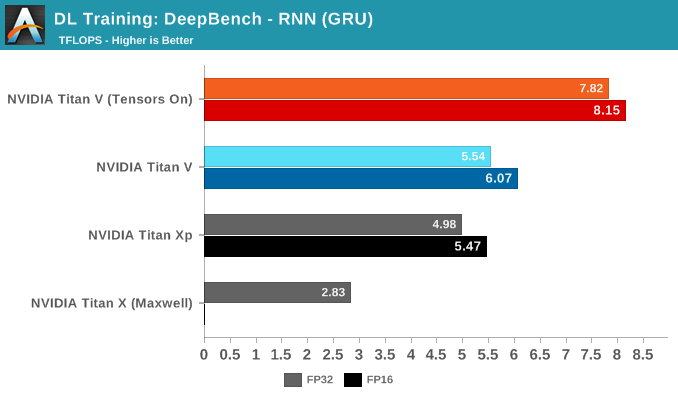 DL Training: DeepBench - RNN (GRU)
TFLOPS - Higher is Better
NVIDIA Titan V (Tensors On)
7.82
8.15
NVIDIA Titan V
5.54
6.07
NVIDIA Titan Xp
4.98
5.47
NVIDIA Titan X (Maxwell)
2.83
0 0.5 1 1.5 2 2.5 3 3.5 4 4.5 5 5.5 6 6.5 7 7.5 8 8.5
FP32 FP16